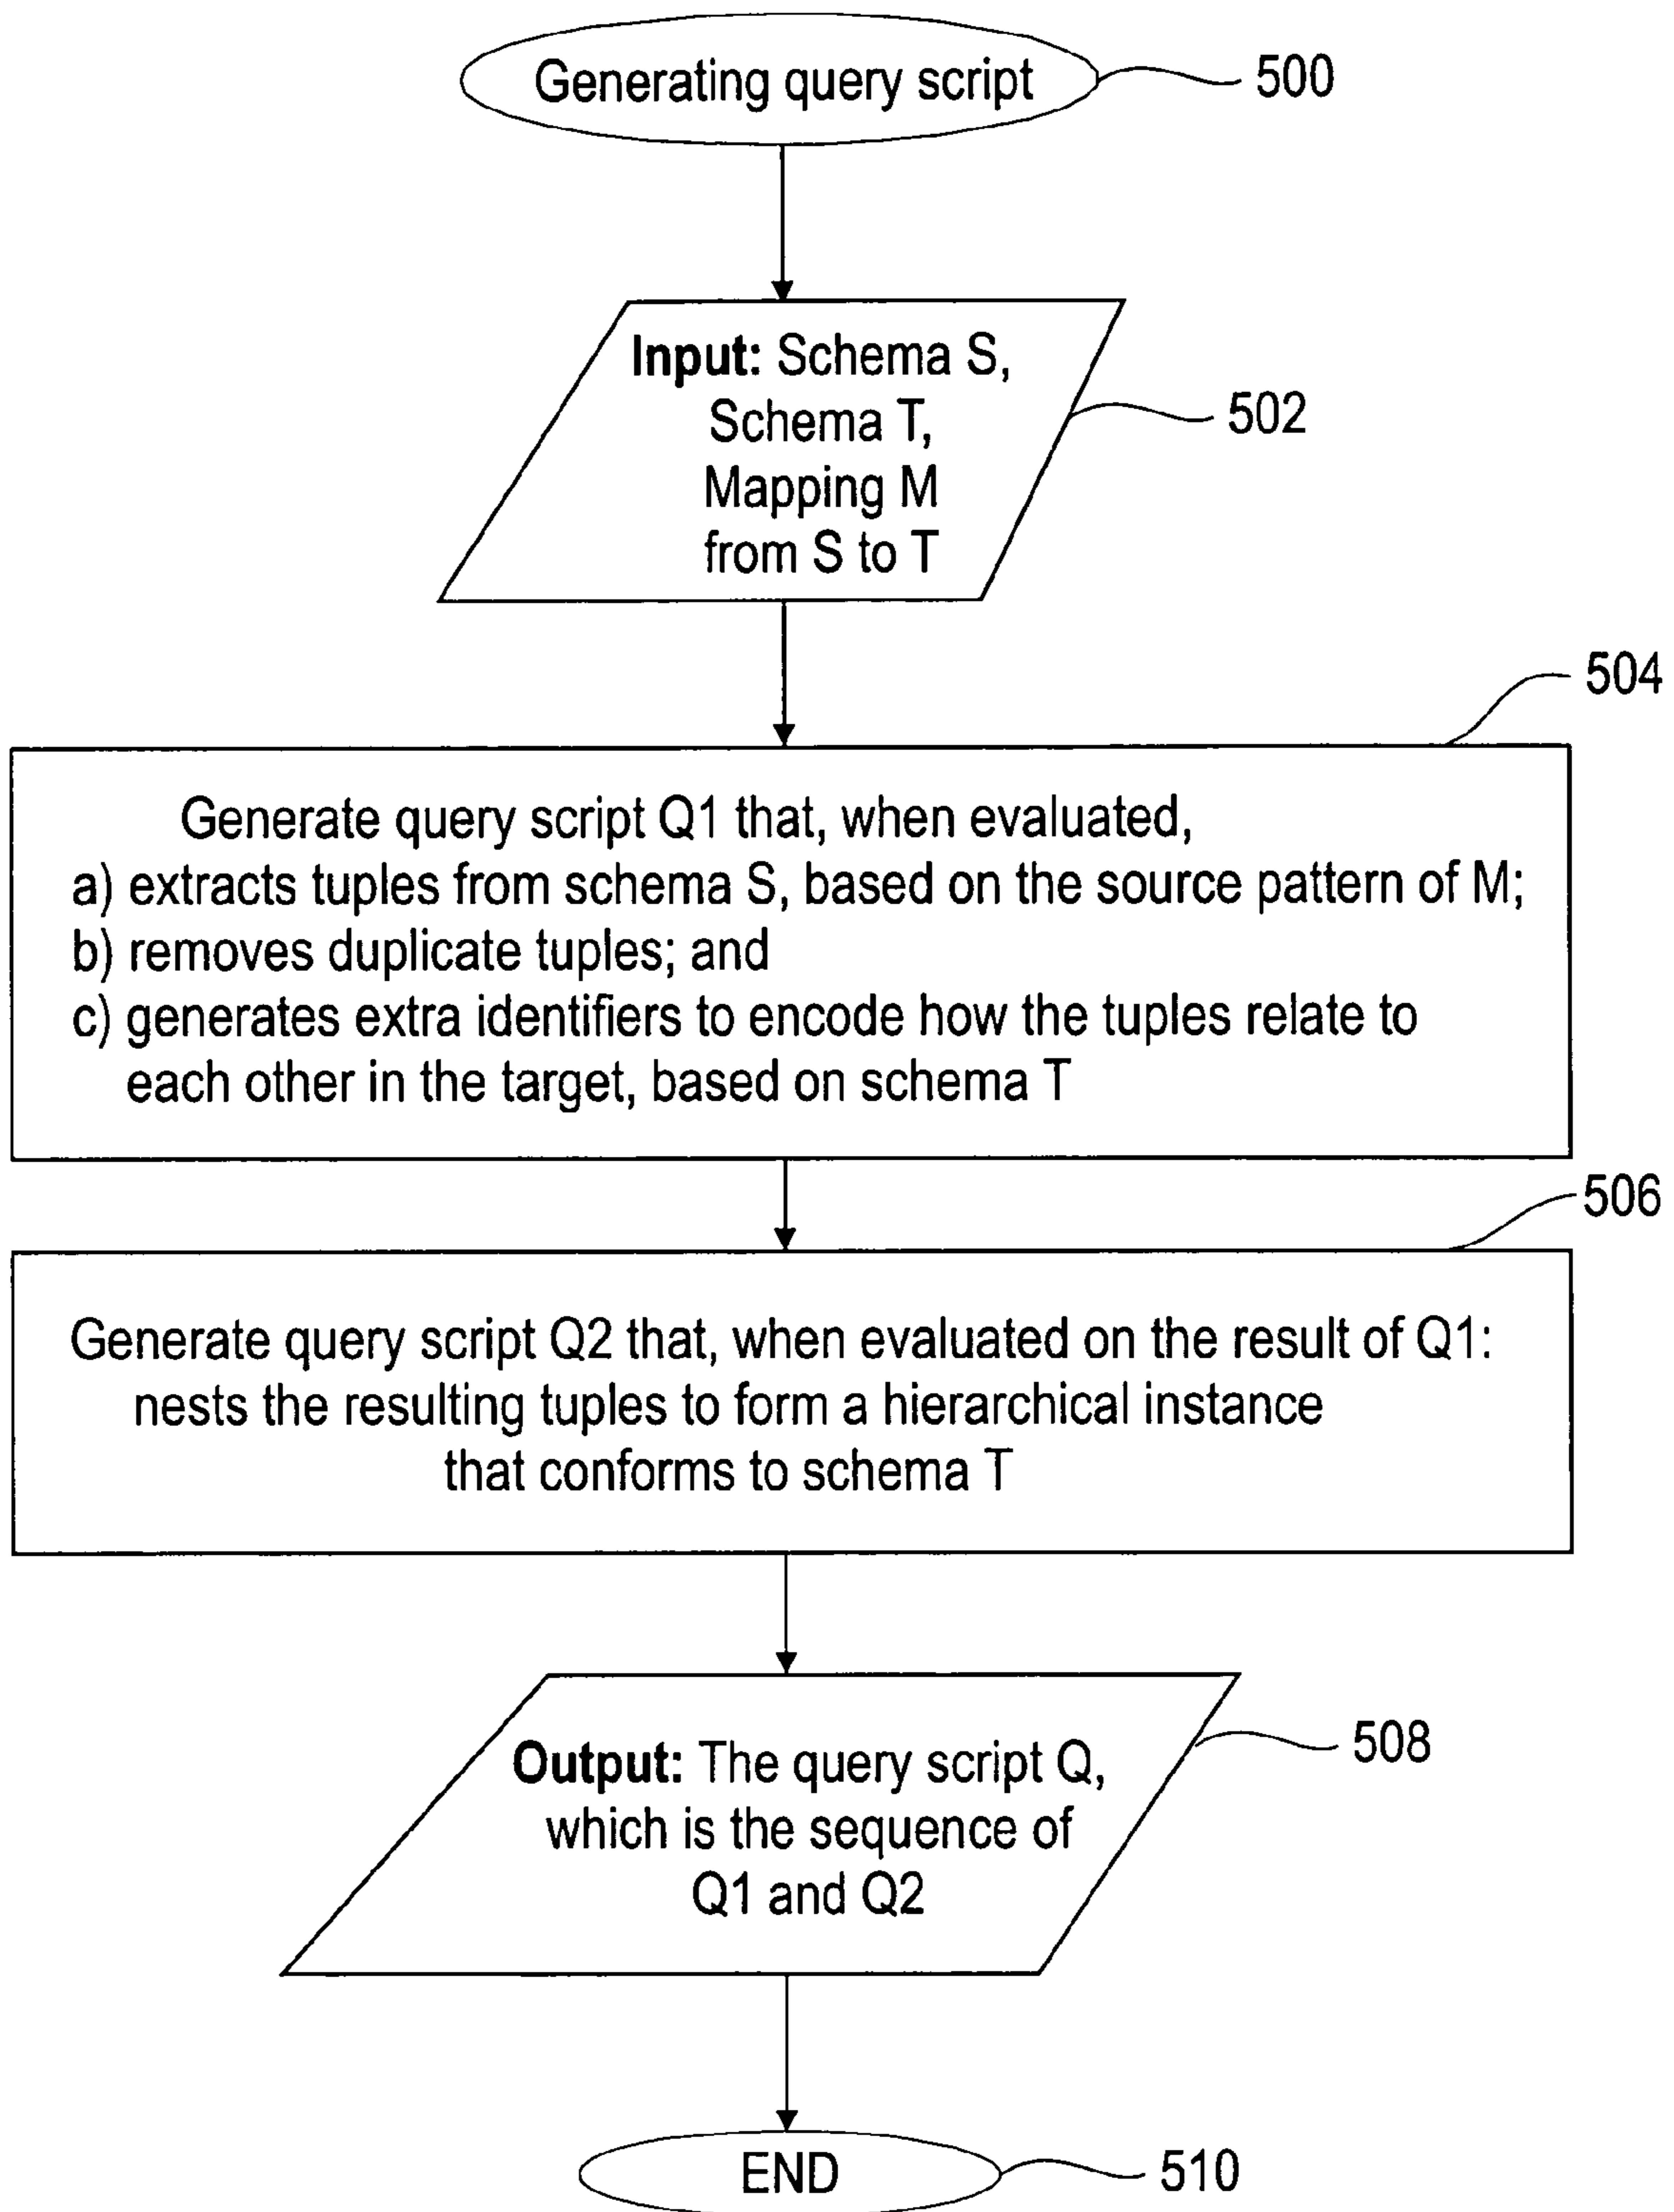 Generating query script
500
Input: Schema S,
Schema T,
Mapping M
from S to T
502
504
Generate query script Q1 that, when evaluated,
a) extracts tuples from schema S, based on the source pattern of M;
b) removes duplicate tuples; and
c) generates extra identifiers to encode how the tuples relate to
each other in the target, based on schema T
506
Generate query script Q2 that, when evaluated on the result of Q1:
nests the resulting tuples to form a hierarchical instance
that conforms to schema T
Output: The query script Q,
which is the sequence of
Q1 and Q2
508
END
510